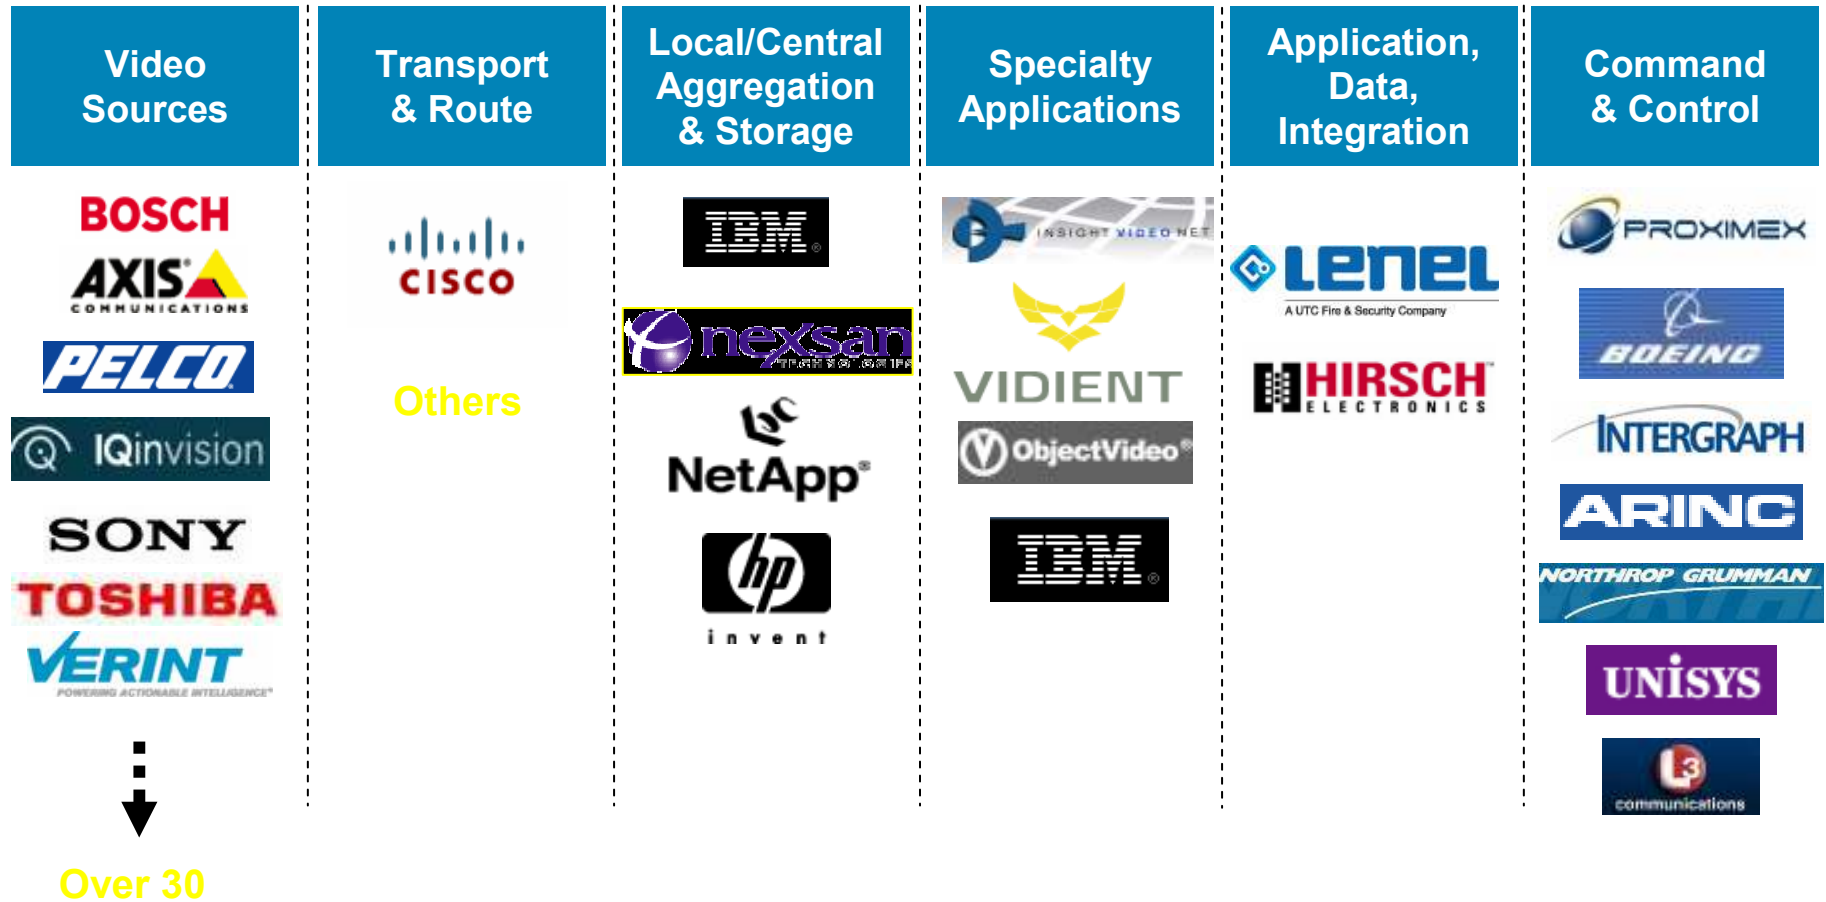 Video
Sources
Transport
& Route
Local/Central
Aggregation
& Storage
Specialty
Applications
Application,
Data,
Integration
Command
& Control
BOSCH
AXIS
COMMUNICATIONS
PELCO
IQinvision
SONY
TOSHIBA
VERINT
POWERING ACTIONABLE INTELLIGENCE®
Over 30
CISCO
Others
IBM®
nexsan
TECHNOLOGIES
NetApp®
hp
invent
INSIGHT VIDEO NET
VIDIENT
ObjectVideo®
IBM®
LENEL
A UTC Fire & Security Company
HIRSCH™
ELECTRONICS
PROXIMEX
BOEING
INTERGRAPH
ARINC
NORTHROP GRUMMAN
UNISYS
L3
communications